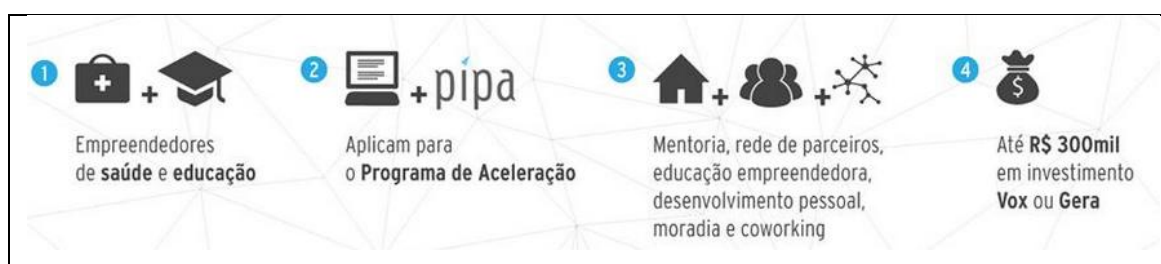 1
Empreendedores
de saúde e educação
2
pipa
Aplicam para
o Programa de Aceleração
3
Mentoria, rede de parceiros,
educação empreendedora,
desenvolvimento pessoal,
moradia e coworking
4
$
Até R$ 300mil
em investimento
Vox ou Gera